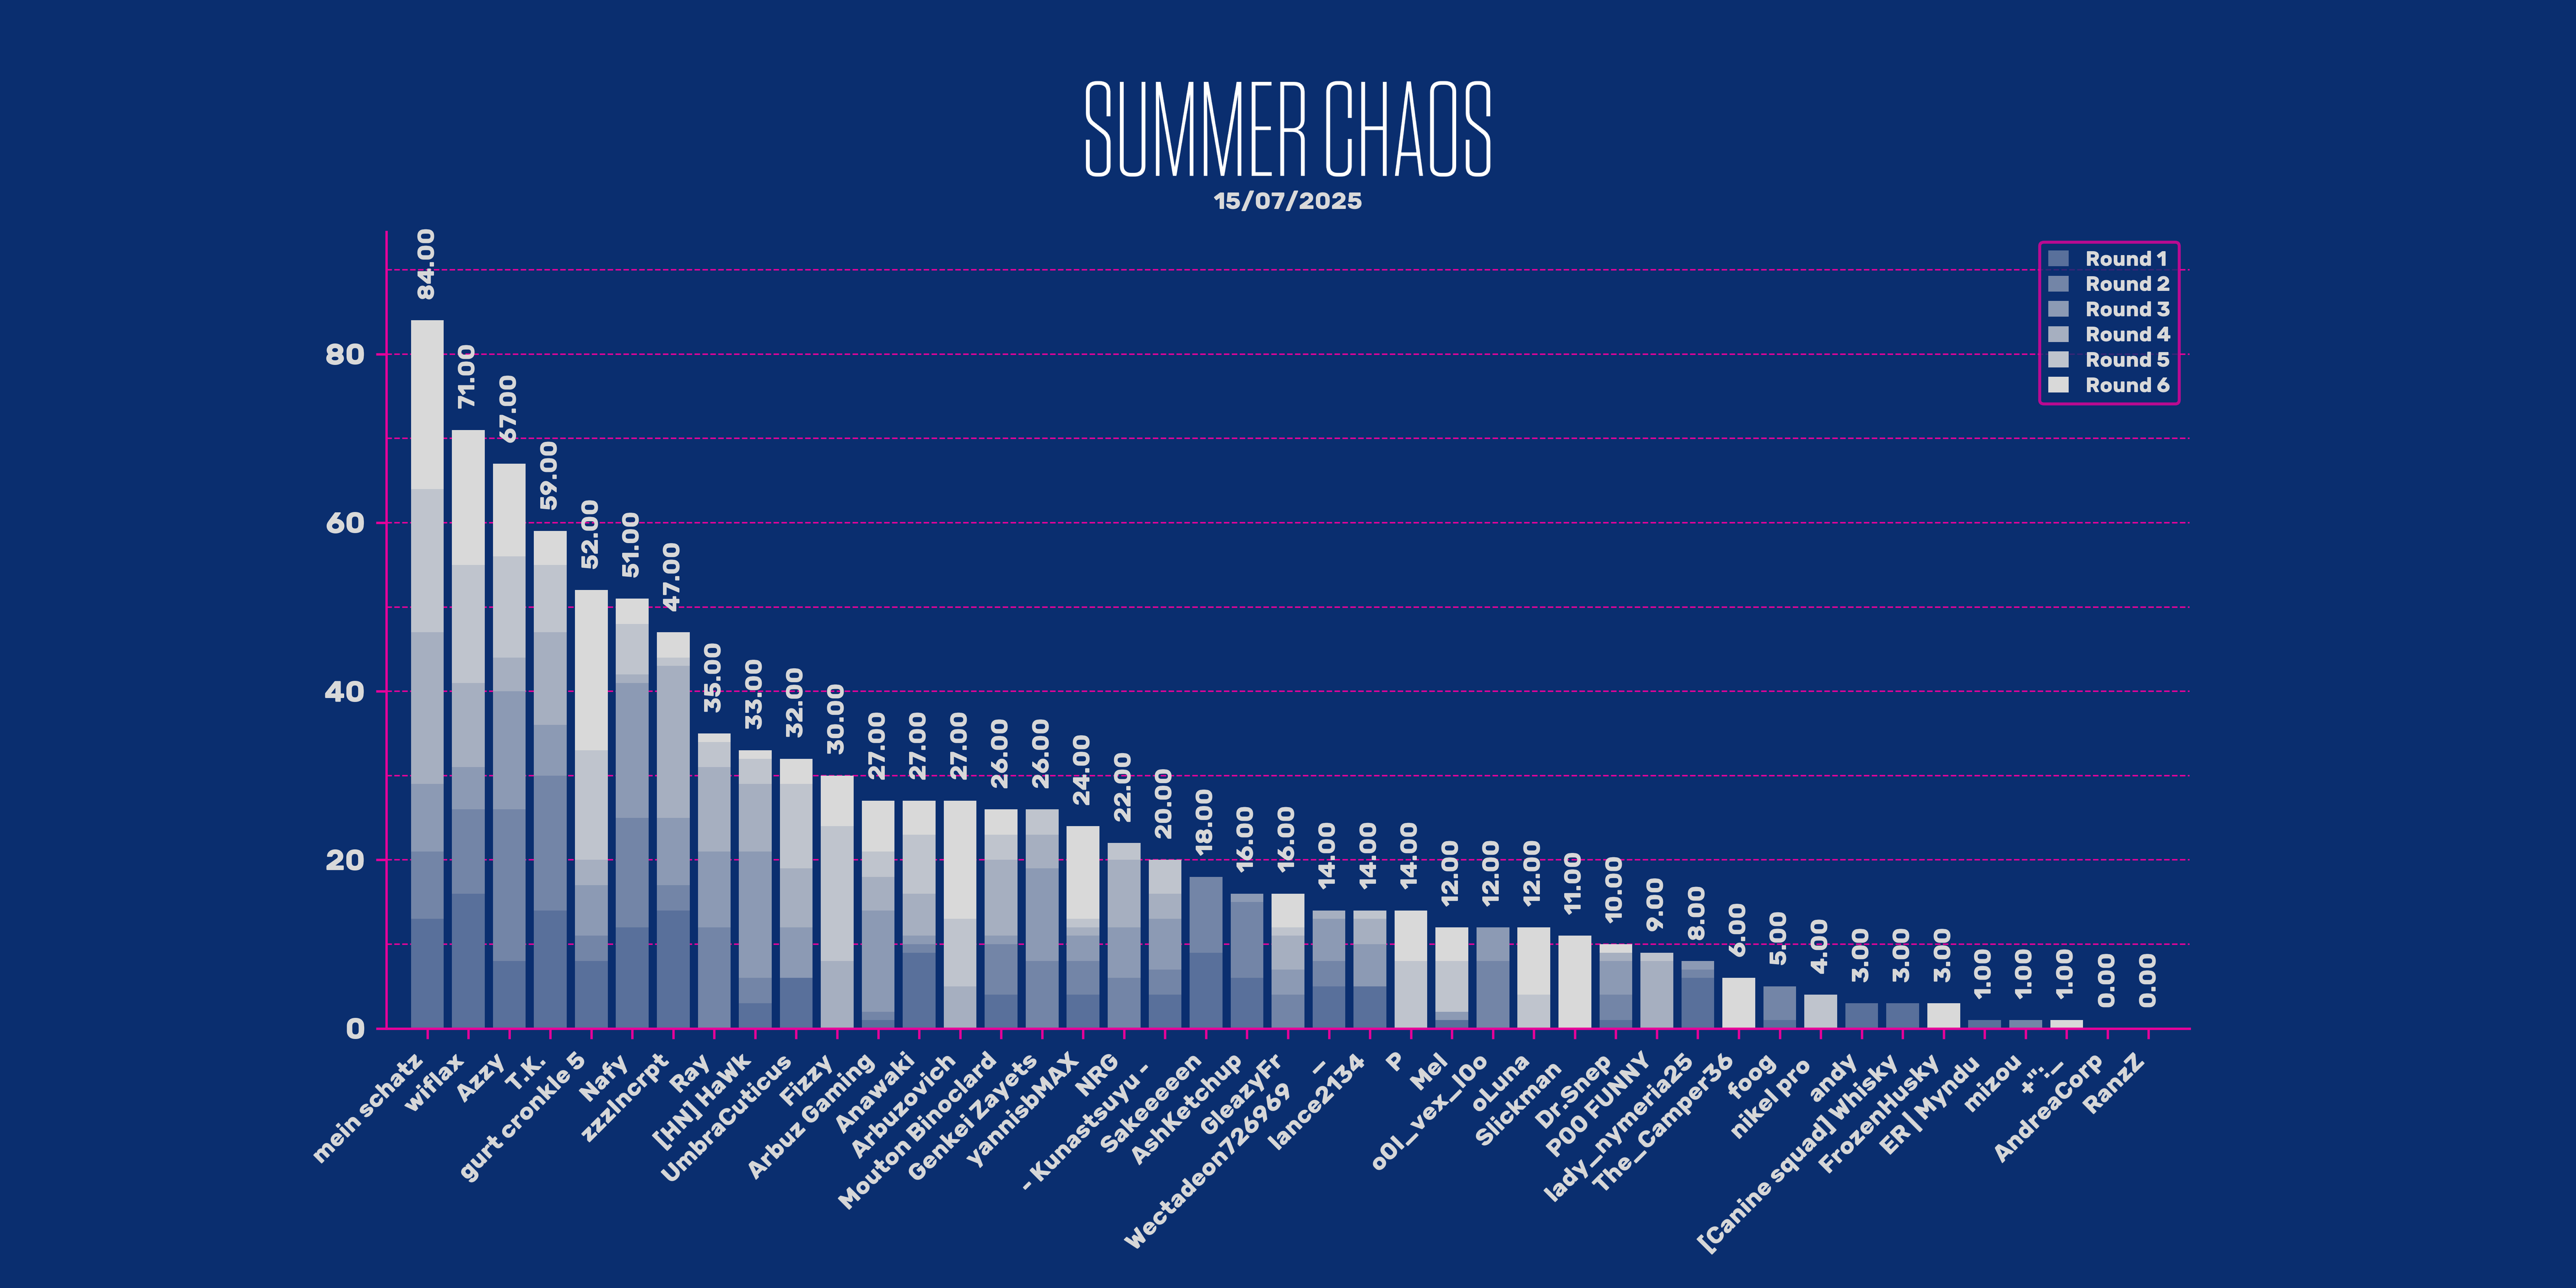 SUMMER CHAOS
15/07/2025
Round 1
Round 2
Round 3
Round 4
Round 5
Round 6
80
60
40
20
0
84.00
71.00
67.00
59.00
52.00
51.00
47.00
35.00
33.00
32.00
30.00
27.00
27.00
27.00
26.00
26.00
24.00
22.00
20.00
18.00
16.00
16.00
14.00
14.00
14.00
12.00
12.00
12.00
11.00
10.00
9.00
8.00
6.00
5.00
4.00
3.00
3.00
3.00
1.00
1.00
1.00
0.00
0.00
mein schatz
wiflax
Azzy
T.K.
gurt cronkle 5
Nafy
zzzIncrpt
Ray
[HN] HaWk
UmbraCuticus
Fizzy
Arbuz Gaming
Anawaki
Arbuzovich
Mouton Binoclard
Genkei Zayets
yannisbMAX
NRG
- Kunastsuyu -
Sakeeeeen
AshKetchup
GleazyFr
Wectadeon726969 _
lance2134
P
Mel
o0l_vex_l0o
oLuna
Slickman
Dr.Snep
P00 FUNNY
lady_nymeria25
The_Camper36
foog
nikel pro
andy
[Canine squad] Whisky
FrozenHusky
ER | Myndu
mizou
+":._
AndreaCorp
RanzZ